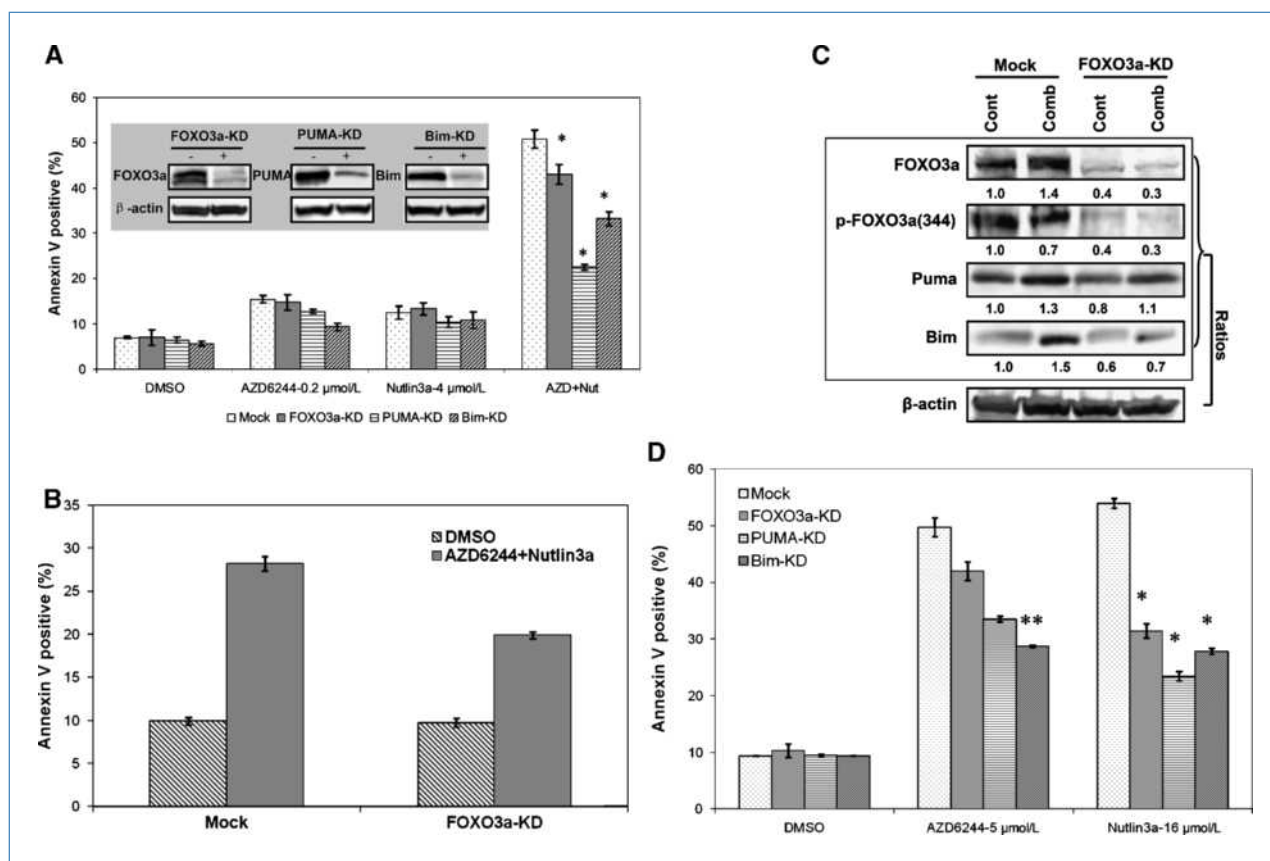 A
Annexin V positive (%)
60
50
40
30
20
10
0
FOXO3a-KD PUMA-KD Bim-KD
- + - + - +
FOXO3a PUMA Bim
β-actin
*
*
*
DMSO AZD6244-0.2 µmol/L Nutlin3a-4 µmol/L AZD+Nut
Mock FOXO3a-KD PUMA-KD Bim-KD
B
Annexin V positive (%)
35
30
25
20
15
10
5
0
DMSO
AZD6244+Nutlin3a
Mock FOXO3a-KD
C
Mock FOXO3a-KD
Cont Comb Cont Comb
FOXO3a
1.0 1.4 0.4 0.3
p-FOXO3a(344)
1.0 0.7 0.4 0.3
Puma
1.0 1.3 0.8 1.1
Bim
1.0 1.5 0.6 0.7
β-actin
Ratios
D
Annexin V positive (%)
60
50
40
30
20
10
0
Mock
FOXO3a-KD
PUMA-KD
Bim-KD
**
*
*
*
DMSO AZD6244-5 µmol/L Nutlin3a-16 µmol/L